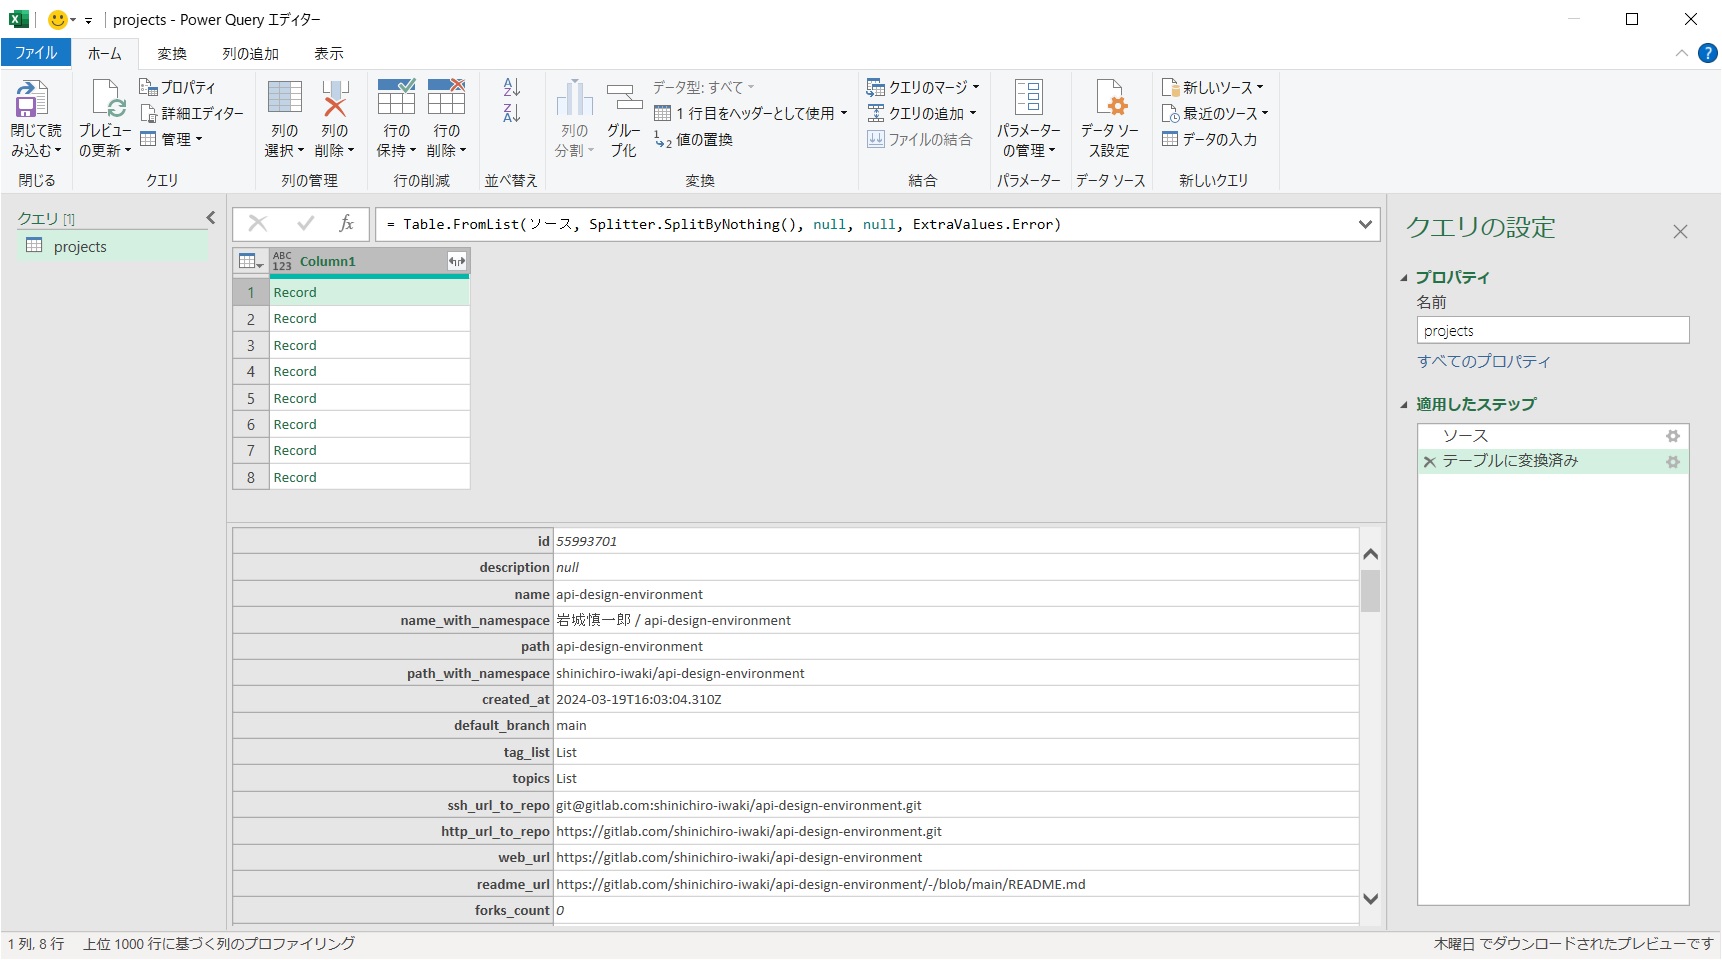 projects - Power Query エディター
ファイル ホーム 変換 列の追加 表示
閉じて読み込む
閉じる
プレビューの更新
プロパティ
詳細エディター
管理
クエリ
列の選択
列の削除
列の管理
行の保持
行の削除
行の削減
並べ替え
列の分割
グループ化
データ型: すべて
1 行目をヘッダーとして使用
値の置換
変換
クエリのマージ
クエリの追加
ファイルの結合
結合
パラメーターの管理
パラメーター
データ ソース設定
データ ソース
新しいソース
最近のソース
データの入力
新しいクエリ
クエリ [1]
projects
fx
= Table.FromList(ソース, Splitter.SplitByNothing(), null, null, ExtraValues.Error)
ABC 123 Column1
1 Record
2 Record
3 Record
4 Record
5 Record
6 Record
7 Record
8 Record
id 55993701
description null
name api-design-environment
name_with_namespace 岩城慎一郎 / api-design-environment
path api-design-environment
path_with_namespace shinichiro-iwaki/api-design-environment
created_at 2024-03-19T16:03:04.310Z
default_branch main
tag_list List
topics List
ssh_url_to_repo git@gitlab.com:shinichiro-iwaki/api-design-environment.git
http_url_to_repo https://gitlab.com/shinichiro-iwaki/api-design-environment.git
web_url https://gitlab.com/shinichiro-iwaki/api-design-environment
readme_url https://gitlab.com/shinichiro-iwaki/api-design-environment/-/blob/main/README.md
forks_count 0
クエリの設定
プロパティ
名前
projects
すべてのプロパティ
適用したステップ
ソース
テーブルに変換済み
1 列, 8 行 上位 1000 行に基づく列のプロファイリング
木曜日 でダウンロードされたプレビューです